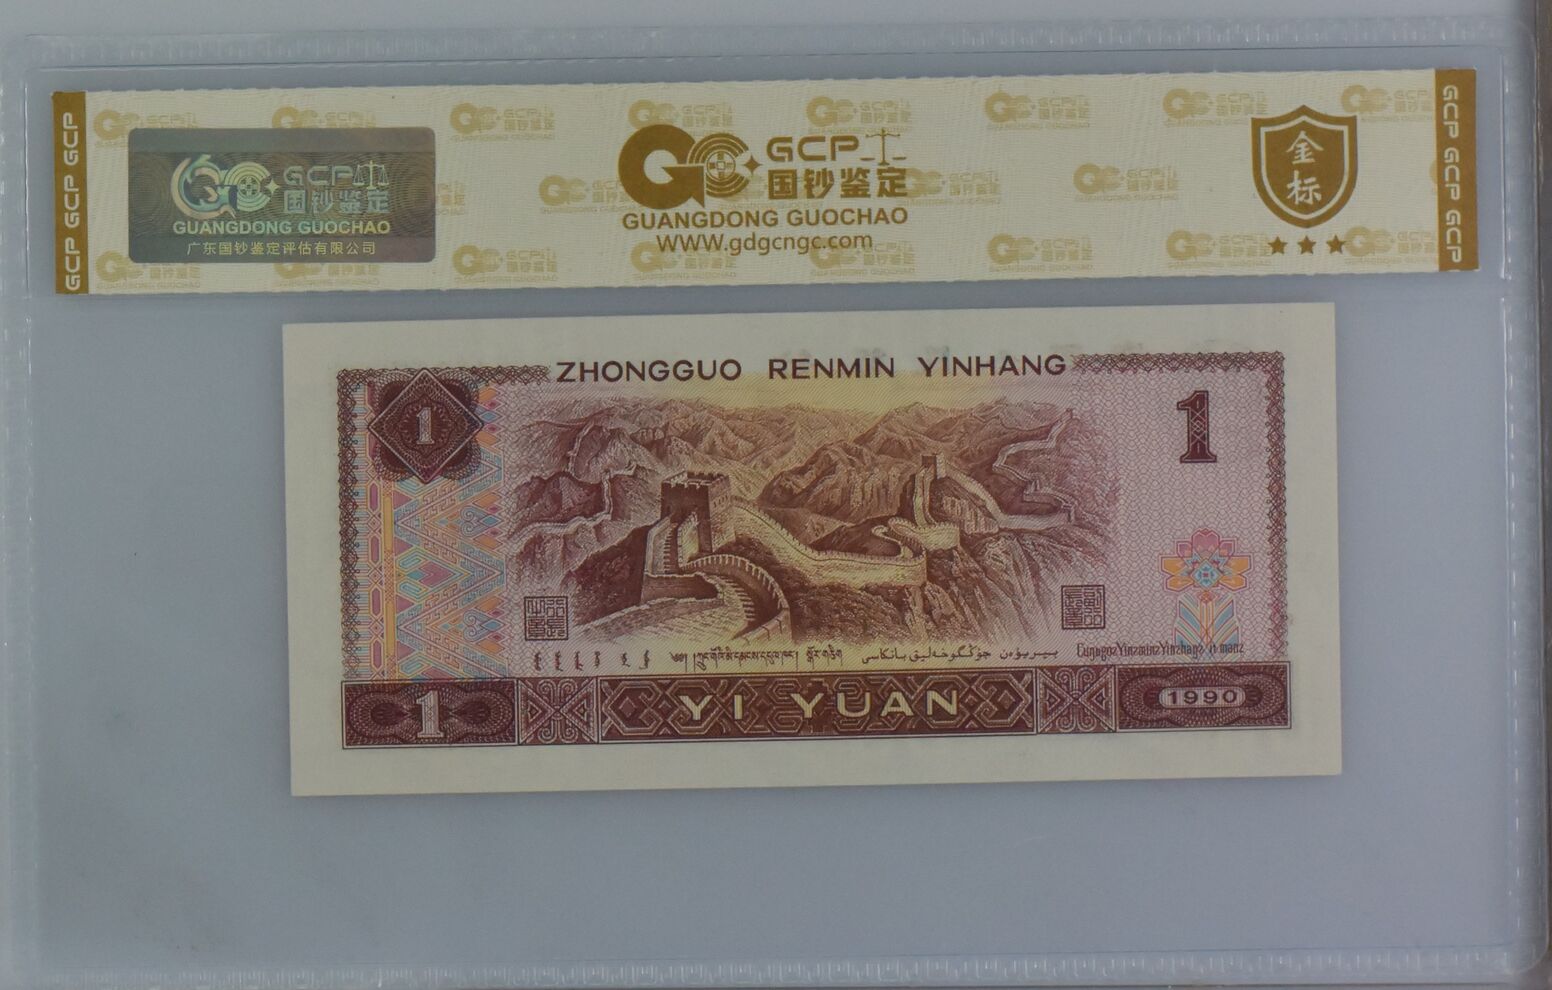 GCP GCP
GCP
国钞鉴定
GUANGDONG GUOCHAO
广东国钞鉴定评估有限公司
GCP
国钞鉴定
GUANGDONG GUOCHAO
WWW.gdgcngc.com
金标
GCP GCP GCP
ZHONGGUO RENMIN YINHANG
1
1
1
YI YUAN
1990